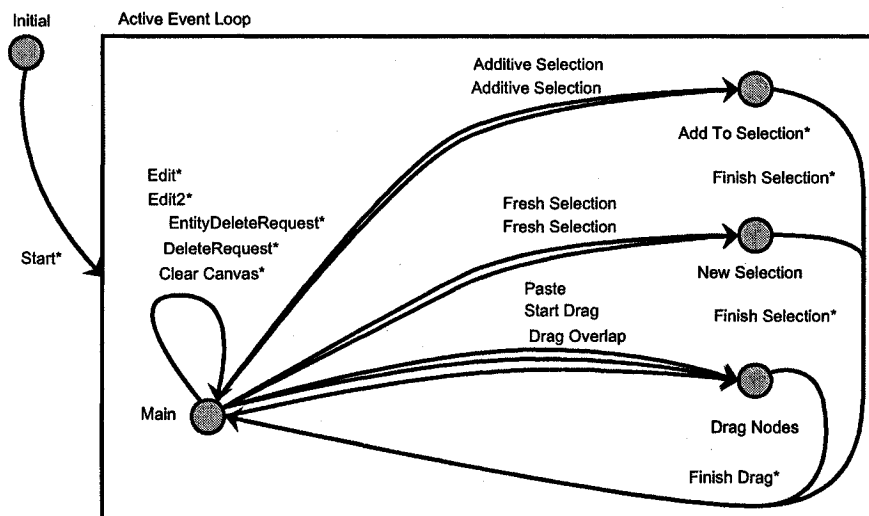 Initial
Active Event Loop
Additive Selection
Additive Selection
Add To Selection*
Finish Selection*
Edit*
Edit2*
EntityDeleteRequest*
DeleteRequest*
Clear Canvas*
Start*
Fresh Selection
Fresh Selection
New Selection
Paste
Start Drag
Finish Selection*
Drag Overlap
Main
Drag Nodes
Finish Drag*